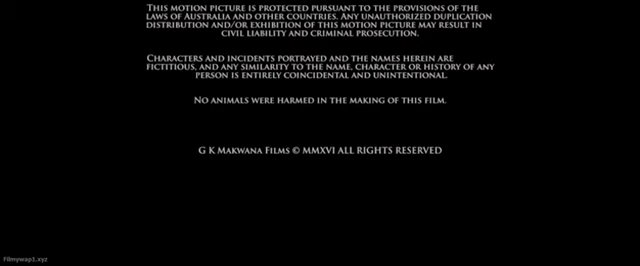 THIS MOTION PICTURE IS PROTECTED PURSUANT TO THE PROVISIONS OF THE
LAWS OF AUSTRALIA AND OTHER COUNTRIES. ANY UNAUTHORIZED DUPLICATION
DISTRIBUTION AND/OR EXHIBITION OF THIS MOTION PICTURE MAY RESULT IN
CIVIL LIABILITY AND CRIMINAL PROSECUTION.
CHARACTERS AND INCIDENTS PORTRAYED AND THE NAMES HEREIN ARE
FICTITIOUS, AND ANY SIMILARITY TO THE NAME, CHARACTER OR HISTORY OF ANY
PERSON IS ENTIRELY COINCIDENTAL AND UNINTENTIONAL.
NO ANIMALS WERE HARMED IN THE MAKING OF THIS FILM.
G K MAKWANA FILMS © MMXVI ALL RIGHTS RESERVED
Filmywap1.xyz